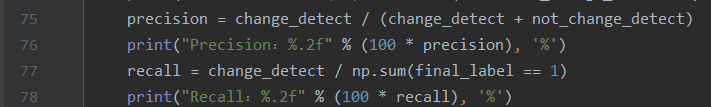 75 precision = change_detect / (change_detect + not_change_detect)
76 print("Precision：%.2f" % (100 * precision), '%')
77 recall = change_detect / np.sum(final_label == 1)
78 print("Recall：%.2f" % (100 * recall), '%')